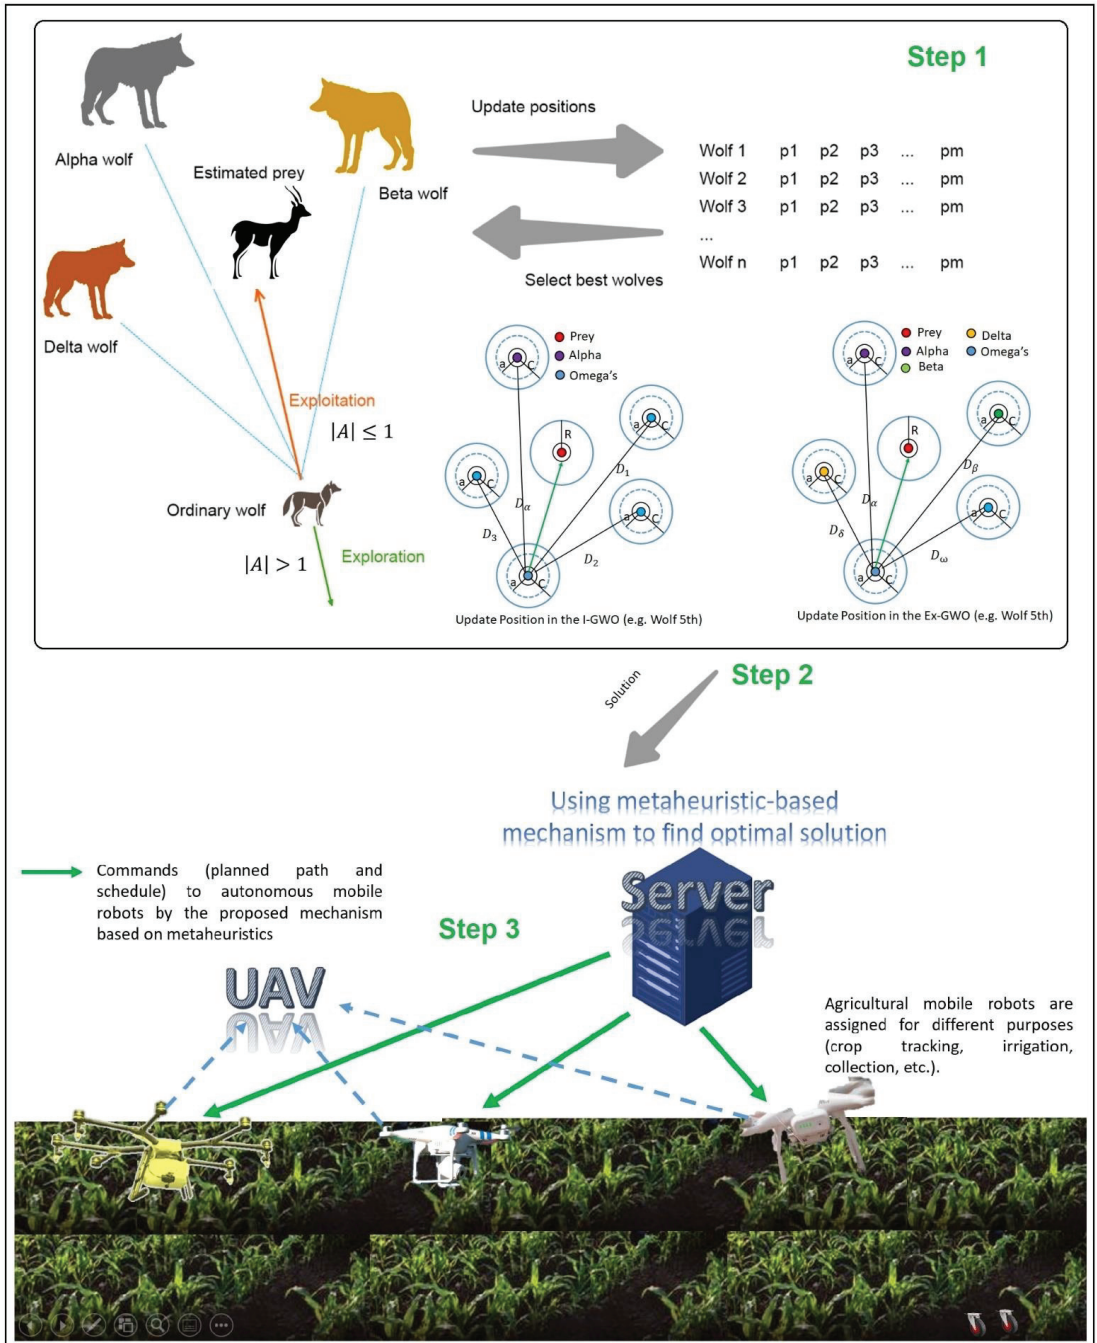 Step 1
Alpha wolf
Beta wolf
Estimated prey
Delta wolf
Update positions
Select best wolves
Wolf 1 p1 p2 p3 ... pm
Wolf 2 p1 p2 p3 ... pm
Wolf 3 p1 p2 p3 ... pm
...
Wolf n p1 p2 p3 ... pm
Exploitation
|A| ≤ 1
Ordinary wolf
|A| > 1
Exploration
Prey
Alpha
Omega's
a C
a C
R
a C
a C
a C
D₁
Dα
D₃
D₂
Update Position in the I-GWO (e.g. Wolf 5th)
Prey
Delta
Alpha
Omega's
Beta
a C
a C
R
a C
a C
a C
Dβ
Dα
Dδ
Dω
Update Position in the Ex-GWO (e.g. Wolf 5th)
Solution
Step 2
Using metaheuristic-based
mechanism to find optimal solution
Server
Commands (planned path and
schedule) to autonomous mobile
robots by the proposed mechanism
based on metaheuristics
Step 3
UAV
Agricultural mobile robots are
assigned for different purposes
(crop tracking, irrigation,
collection, etc.).